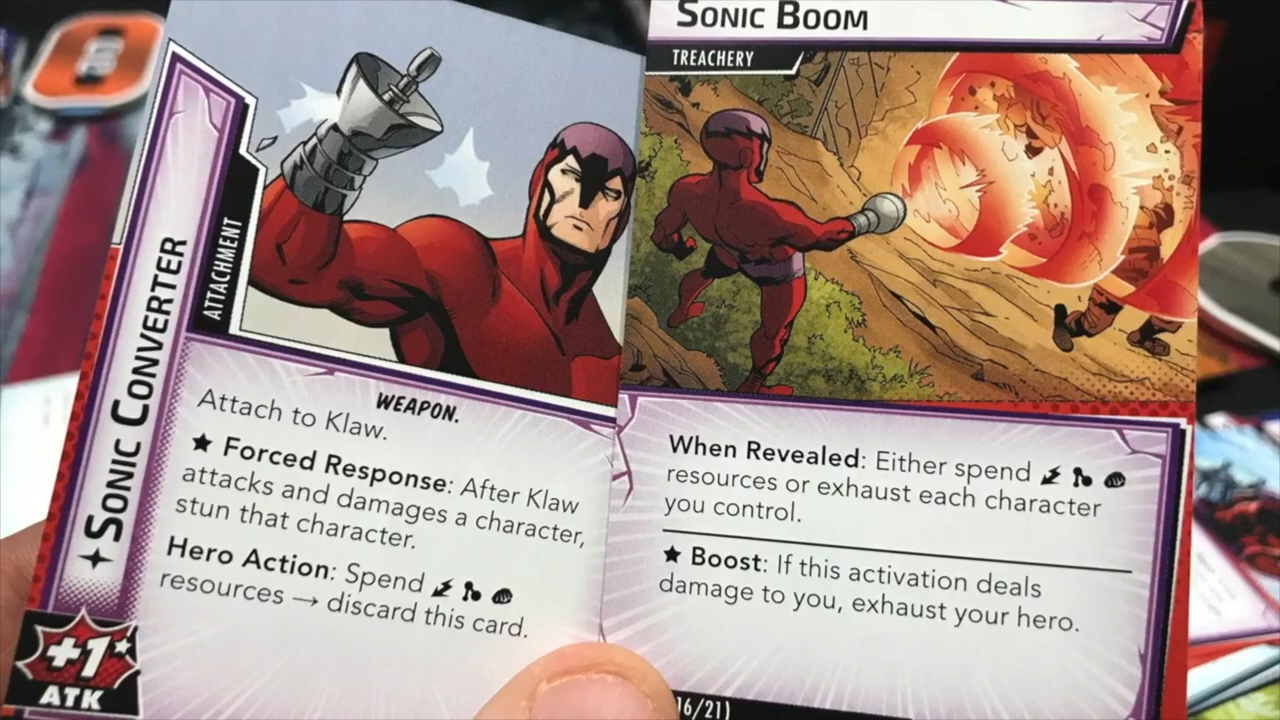 SONIC CONVERTER
ATTACHMENT
WEAPON.
Attach to Klaw.
★ Forced Response: After Klaw
attacks and damages a character,
stun that character.
Hero Action: Spend
resources → discard this card.
+1★
ATK
SONIC BOOM
TREACHERY
When Revealed: Either spend
resources or exhaust each character
you control.
★ Boost: If this activation deals
damage to you, exhaust your hero.
16/21)